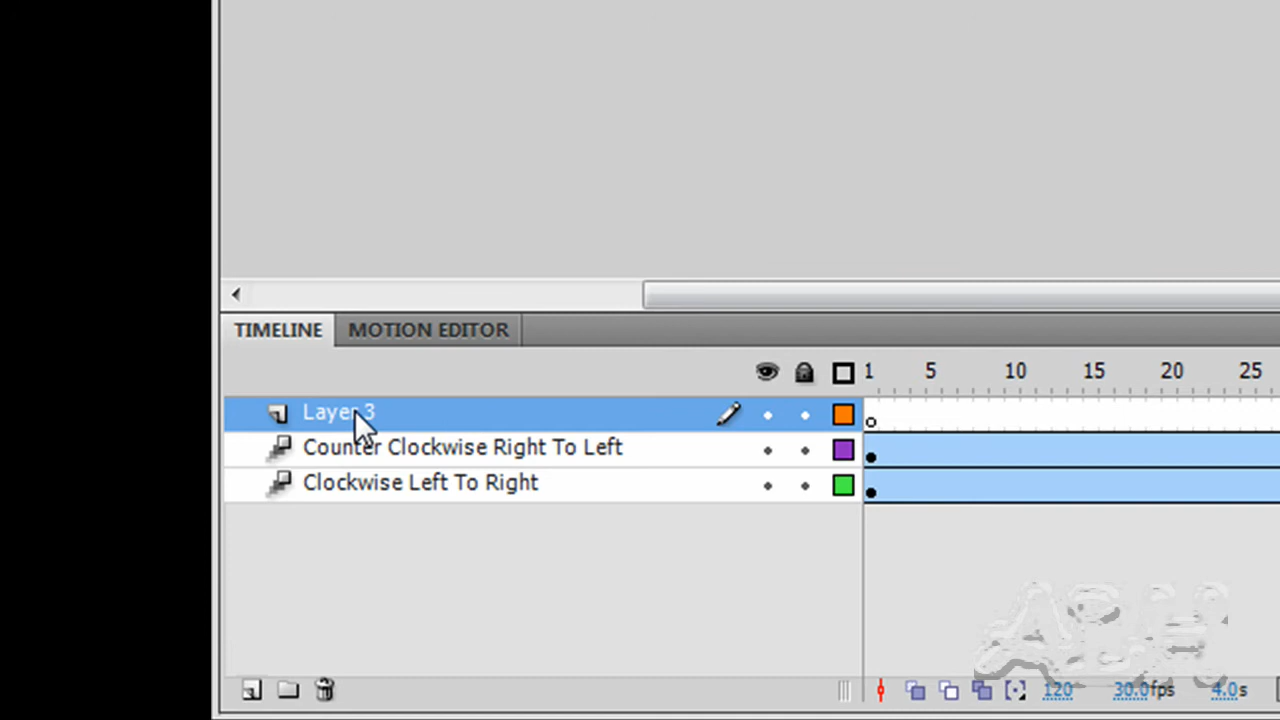 TIMELINE MOTION EDITOR
1 5 10 15 20 25
Layer 3
Counter Clockwise Right To Left
Clockwise Left To Right
120 30.0fps 4.0s